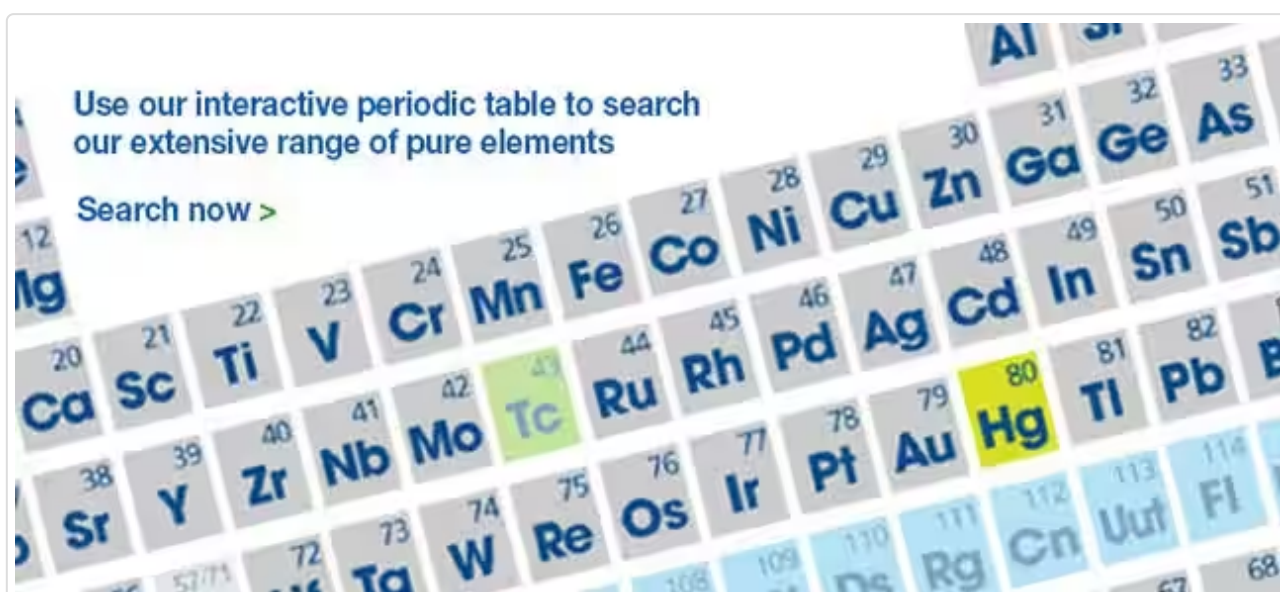 Use our interactive periodic table to search
our extensive range of pure elements
Search now >
Al
31 32 33
Ga Ge As
27 28 29 30
Co Ni Cu Zn
12 21 22 23 24 25 26
Sc Ti V Cr Mn Fe
20
Ca
49 50 51
In Sn Sb
44 45 46 47 48
Ru Rh Pd Ag Cd
38 39 40 41 42 43
Sr Y Zr Nb Mo Tc
80 81 82
Hg Tl Pb
76 77 78 79
Os Ir Pt Au
72 73 74 75
Ta W Re
57/71
108 109 110 111 112 113 114
Ds Rg Cn Uut Fl
67 68